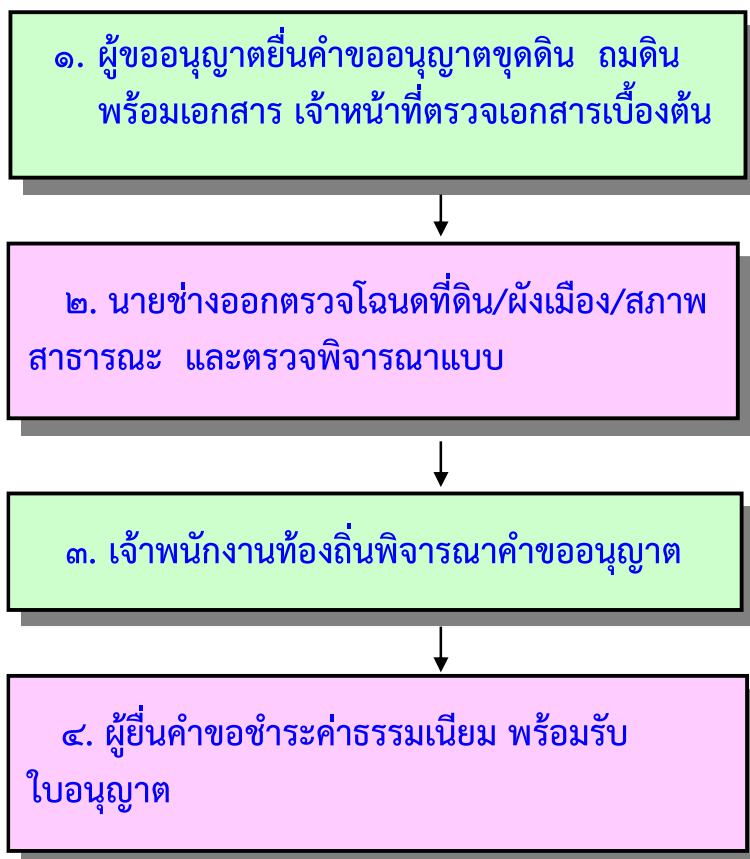 ๑. ผู้ขออนุญาตยื่นคำขออนุญาตขุดดิน ถมดิน
พร้อมเอกสาร เจ้าหน้าที่ตรวจเอกสารเบื้องต้น
๒. นายช่างออกตรวจโฉนดที่ดิน/ผังเมือง/สภาพ
สาธารณะ และตรวจพิจารณาแบบ
๓. เจ้าพนักงานท้องถิ่นพิจารณาคำขออนุญาต
๔. ผู้ยื่นคำขอชำระค่าธรรมเนียม พร้อมรับ
ใบอนุญาต